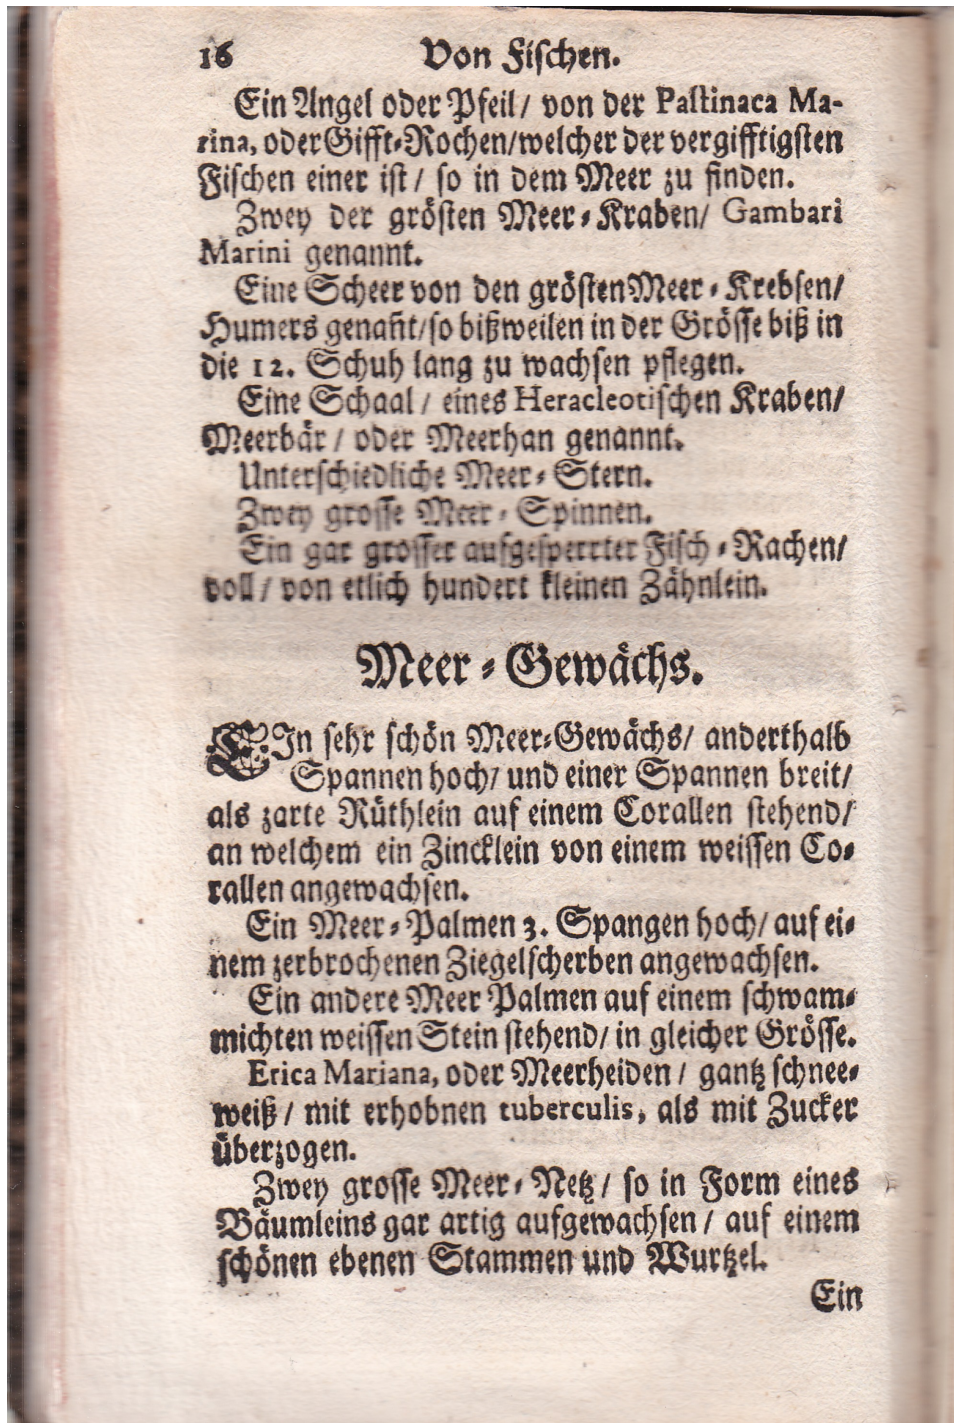 16 Von Fischen.
Ein Angel oder Pfeil/ von der Pastinaca Ma-
rina, oder Gifft-Rochen/welcher der vergifftigsten
Fischen einer ist/ so in dem Meer zu finden.
Zwey der grösten Meer-Kraben/ Gambari
Marini genannt.
Eine Scheer von den grösten Meer-Krebsen/
Humers genañt/so bißweilen in der Grösse biß in
die 12. Schuh lang zu wachsen pflegen.
Eine Schaal/ eines Heracleotischen Kraben/
Meerbär/ oder Meerhan genannt.
Unterschiedliche Meer-Stern.
Zwey grosse Meer-Spinnen.
Ein gar grosser aufgesperrter Fisch-Rachen/
voll/ von etlich hundert kleinen Zähnlein.
Meer-Gewächs.
EIn sehr schön Meer-Gewächs/ anderthalb
Spannen hoch/ und einer Spannen breit/
als zarte Rüthlein auf einem Corallen stehend/
an welchem ein Zincklein von einem weissen Co-
rallen angewachsen.
Ein Meer-Palmen 3. Spangen hoch/ auf ei-
nem zerbrochenen Ziegelscherben angewachsen.
Ein andere Meer Palmen auf einem schwam-
michten weissen Stein stehend/ in gleicher Grösse.
Erica Mariana, oder Meerheiden/ gantz schnee-
weiß/ mit erhobnen tuberculis, als mit Zucker
überzogen.
Zwey grosse Meer-Netz/ so in Form eines
Bäumleins gar artig aufgewachsen/ auf einem
schönen ebenen Stammen und Wurtzel.
Ein